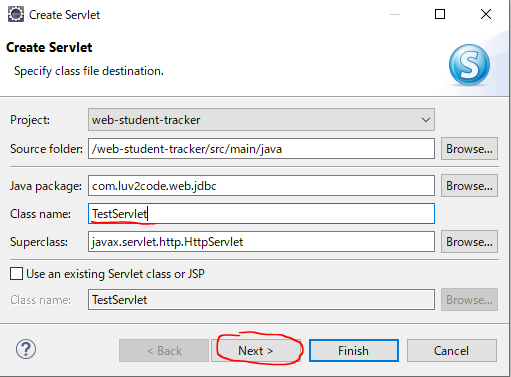 Create Servlet
Create Servlet
Specify class file destination.
S
Project: web-student-tracker
Source folder: /web-student-tracker/src/main/java Browse...
Java package: com.luv2code.web.jdbc Browse...
Class name: TestServlet
Superclass: javax.servlet.http.HttpServlet Browse...
Use an existing Servlet class or JSP
Class name: TestServlet Browse...
? < Back Next > Finish Cancel